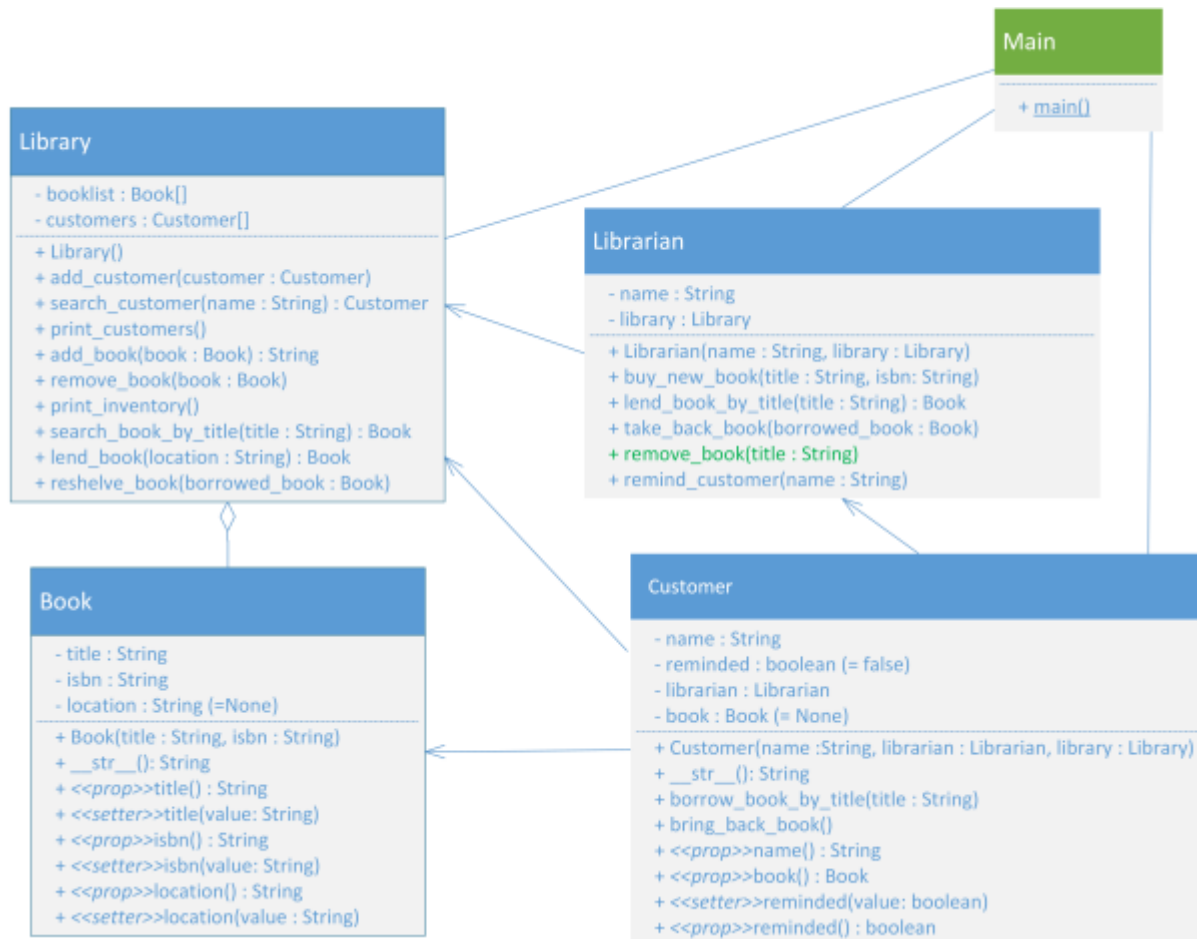 Main
+ main()
Library
- booklist : Book[]
- customers : Customer[]
+ Library()
+ add_customer(customer : Customer)
+ search_customer(name : String) : Customer
+ print_customers()
+ add_book(book : Book) : String
+ remove_book(book : Book)
+ print_inventory()
+ search_book_by_title(title : String) : Book
+ lend_book(location : String) : Book
+ reshelve_book(borrowed_book : Book)
Librarian
- name : String
- library : Library
+ Librarian(name : String, library : Library)
+ buy_new_book(title : String, isbn: String)
+ lend_book_by_title(title : String) : Book
+ take_back_book(borrowed_book : Book)
+ remove_book(title : String)
+ remind_customer(name : String)
Book
- title : String
- isbn : String
- location : String (=None)
+ Book(title : String, isbn : String)
+ __str__(): String
+ <<prop>>title() : String
+ <<setter>>title(value: String)
+ <<prop>>isbn() : String
+ <<setter>>isbn(value: String)
+ <<prop>>location() : String
+ <<setter>>location(value : String)
Customer
- name : String
- reminded : boolean (= false)
- librarian : Librarian
- book : Book (= None)
+ Customer(name :String, librarian : Librarian, library : Library)
+ __str__(): String
+ borrow_book_by_title(title : String)
+ bring_back_book()
+ <<prop>>name() : String
+ <<prop>>book() : Book
+ <<setter>>reminded(value: boolean)
+ <<prop>>reminded() : boolean